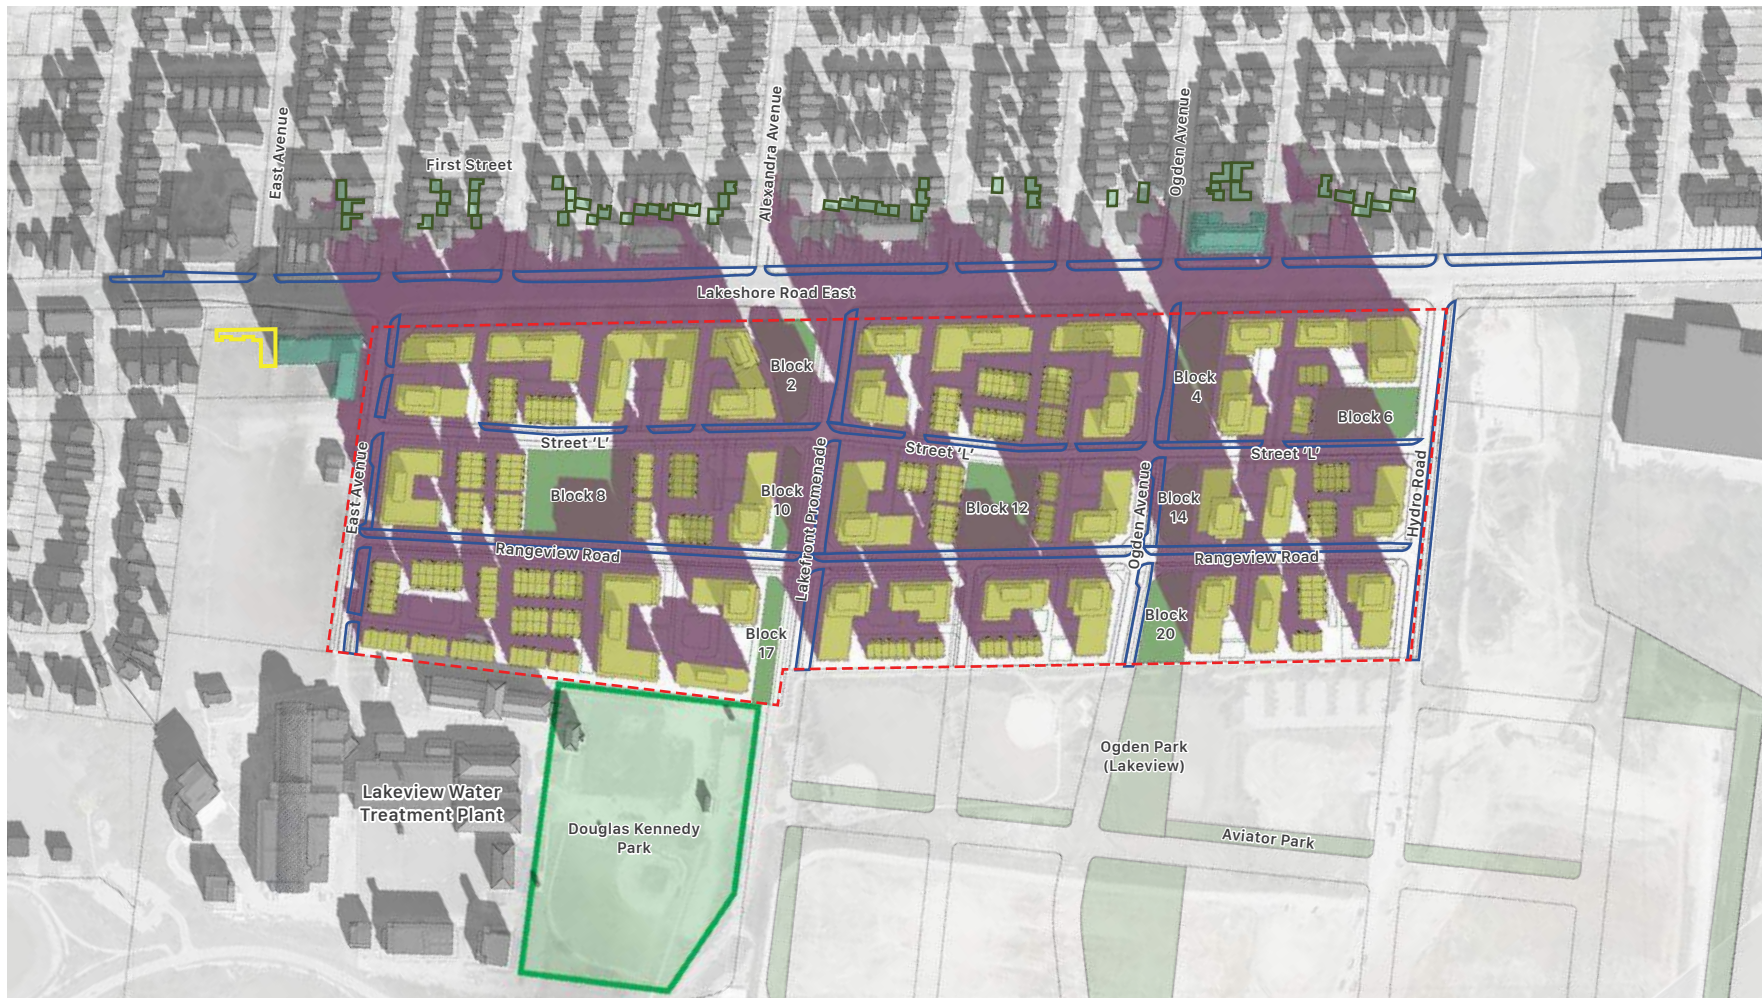 East Avenue
First Street
Alexandra Avenue
Ogden Avenue
Lakeshore Road East
Block
2
Block
4
Block 6
Street ‘L’
Street ‘L’
Street ‘L’
East Avenue
Block 8
Block
10
Lakefront Promenade
Block 12
Ogden Avenue
Block
14
Hydro Road
Rangeview Road
Rangeview Road
Block
17
Block
20
Ogden Park
(Lakeview)
Lakeview Water
Treatment Plant
Douglas Kennedy
Park
Aviator Park